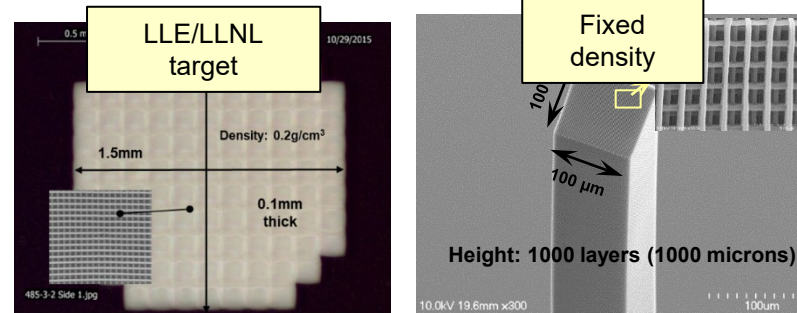 LLE/LLNL
target
0.5 m
10/29/2015
Density: 0.2g/cm³
1.5mm
0.1mm
thick
485-3-2 Side 1.jpg
Fixed
density
100
100 µm
Height: 1000 layers (1000 microns)
10.0kV 19.6mm x300
100um